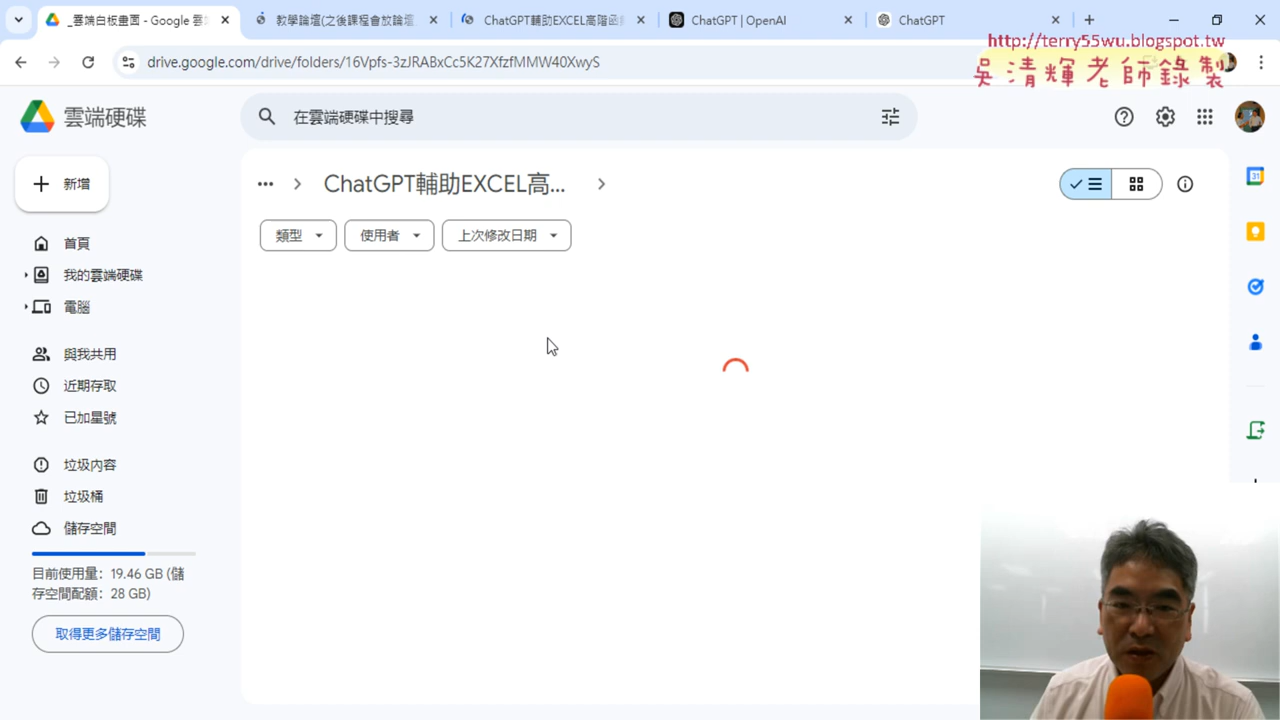 _雲端白板畫面 - Google 雲端
教學論壇(之後課程會放論壇
ChatGPT輔助EXCEL高階函
ChatGPT | OpenAI
ChatGPT
drive.google.com/drive/folders/16Vpfs-3zJRABxCc5K27XfzfMMW40XwyS
http://terry55wu.blogspot.tw
吳清輝老師錄製
雲端硬碟
在雲端硬碟中搜尋
新增
ChatGPT輔助EXCEL高...
類型
使用者
上次修改日期
首頁
我的雲端硬碟
電腦
與我共用
近期存取
已加星號
垃圾內容
垃圾桶
儲存空間
目前使用量：19.46 GB (儲
存空間配額：28 GB)
取得更多儲存空間
31